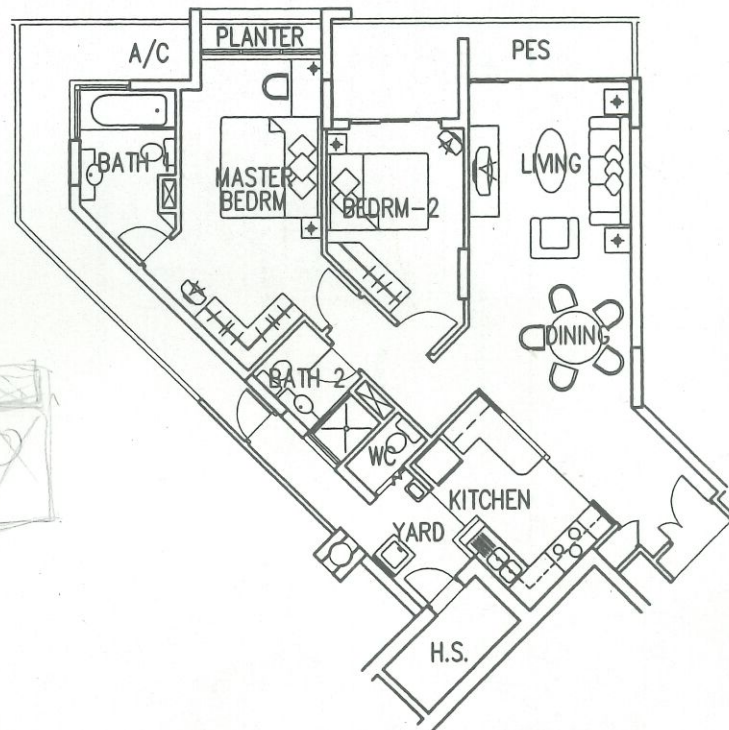 PLANTER
A/C
PES
BATH 1
MASTER
BEDRM
BEDRM-2
LIVING
DINING
BATH 2
WC
KITCHEN
YARD
H.S.